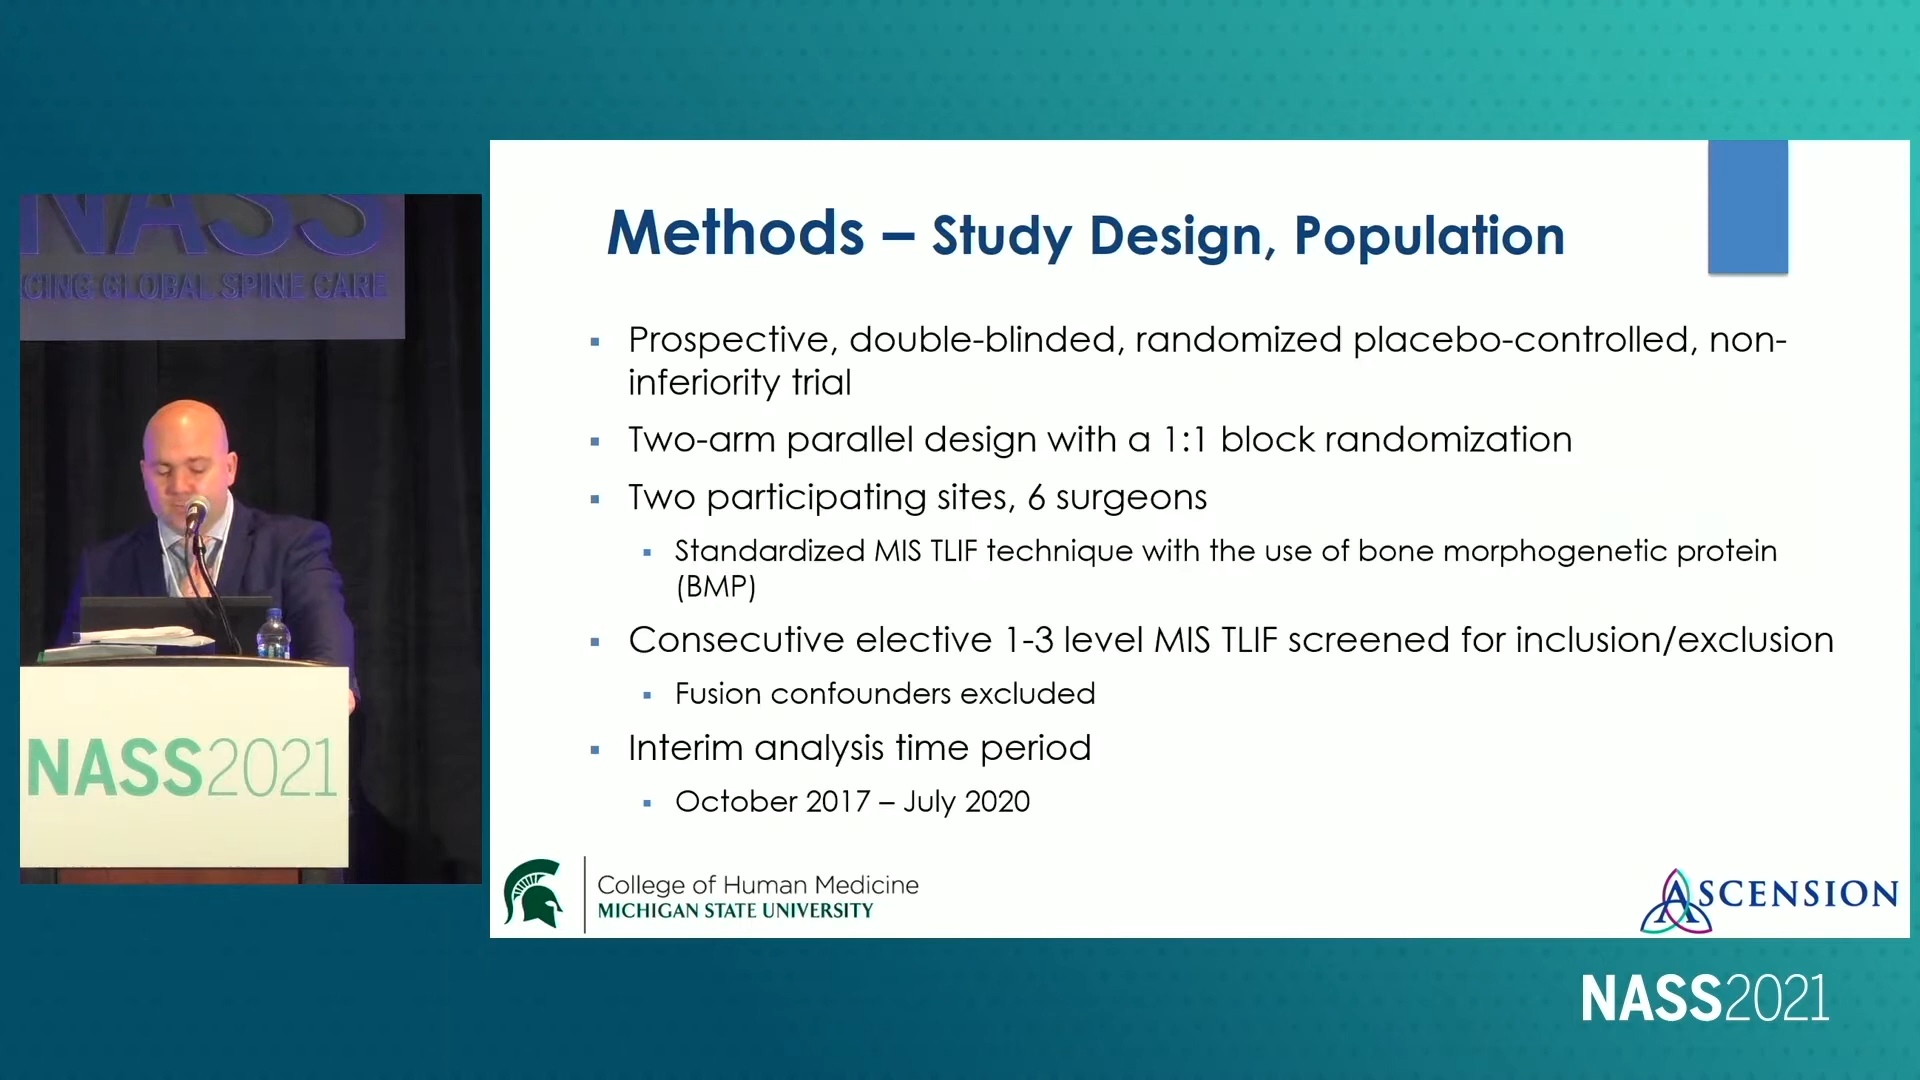 NASS
CING GLOBAL SPINE CARE
NASS2021
Methods – Study Design, Population
▪ Prospective, double-blinded, randomized placebo-controlled, non-
inferiority trial
▪ Two-arm parallel design with a 1:1 block randomization
▪ Two participating sites, 6 surgeons
▪ Standardized MIS TLIF technique with the use of bone morphogenetic protein
(BMP)
▪ Consecutive elective 1-3 level MIS TLIF screened for inclusion/exclusion
▪ Fusion confounders excluded
▪ Interim analysis time period
▪ October 2017 – July 2020
College of Human Medicine
MICHIGAN STATE UNIVERSITY
ASCENSION
NASS2021